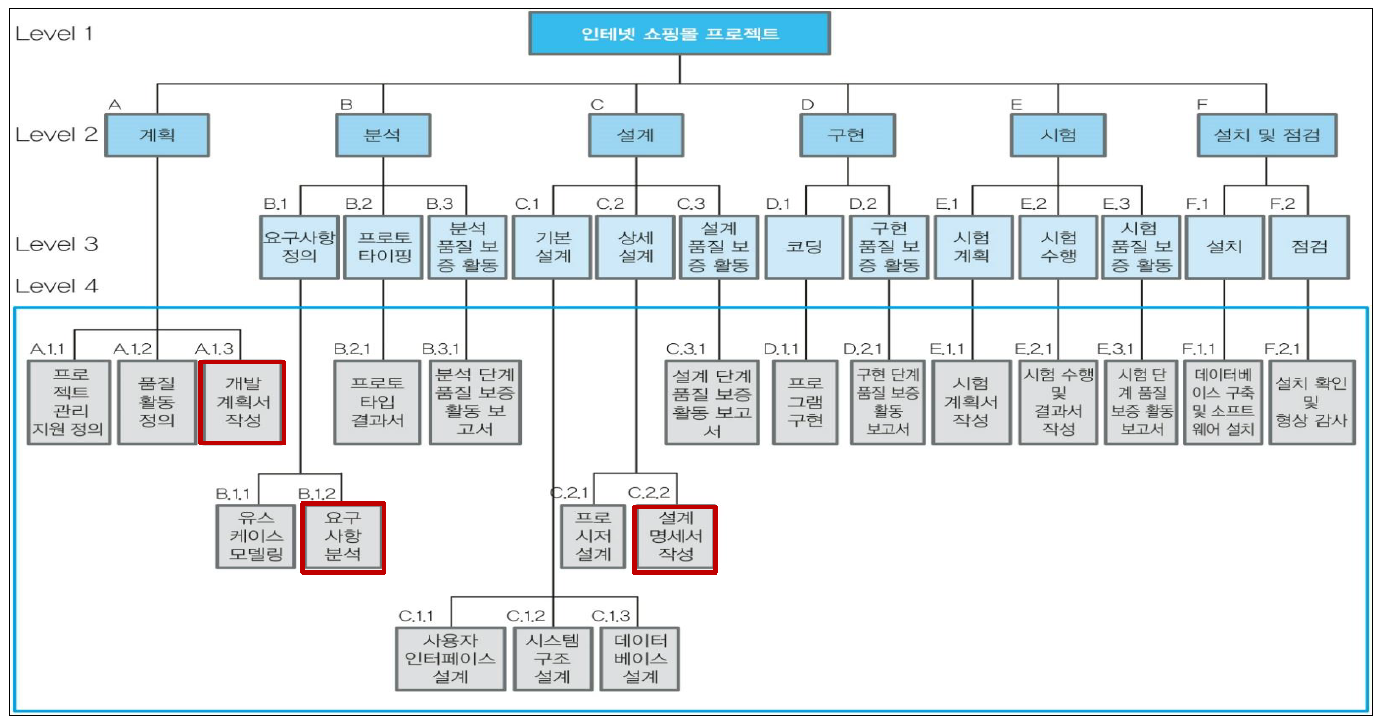 Level 1
인테넷 쇼핑몰 프로젝트
A
B
C
D
E
F
Level 2
계획
분석
설계
구현
시험
설치 및 점검
B.1
B.2
B.3
C.1
C.2
C.3
D.1
D.2
E.1
E.2
E.3
F.1
F.2
Level 3
요구사항
정의
프로토
타이핑
분석
품질 보
증 활동
기본
설계
상세
설계
설계
품질 보
증 활동
코딩
구현
품질 보
증 활동
시험
계획
시험
수행
시험
품질 보
증 활동
설치
점검
Level 4
A.1.1
프로
젝트
관리
지원 정의
A.1.2
품질
활동
정의
A.1.3
개발
계획서
작성
B.2.1
프로토
타입
결과서
B.3.1
분석 단계
품질 보증
활동 보
고서
C.3.1
설계 단계
품질 보증
활동 보고
서
D.1.1
프로
그램
구현
D.2.1
구현 단계
품질 보증
활동
보고서
E.1.1
시험
계획서
작성
E.2.1
시험 수행
및
결과서
작성
E.3.1
시험 단
계 품질
보증 활동
보고서
F.1.1
데이터베
이스 구축
및 소프트
웨어 설치
F.2.1
설치 확인
및
형상 감사
B.1.1
유스
케이스
모델링
B.1.2
요구
사항
분석
C.2.1
프로
시저
설계
C.2.2
설계
명세서
작성
C.1.1
사용자
인터페이스
설계
C.1.2
시스템
구조
설계
C.1.3
데이터
베이스
설계